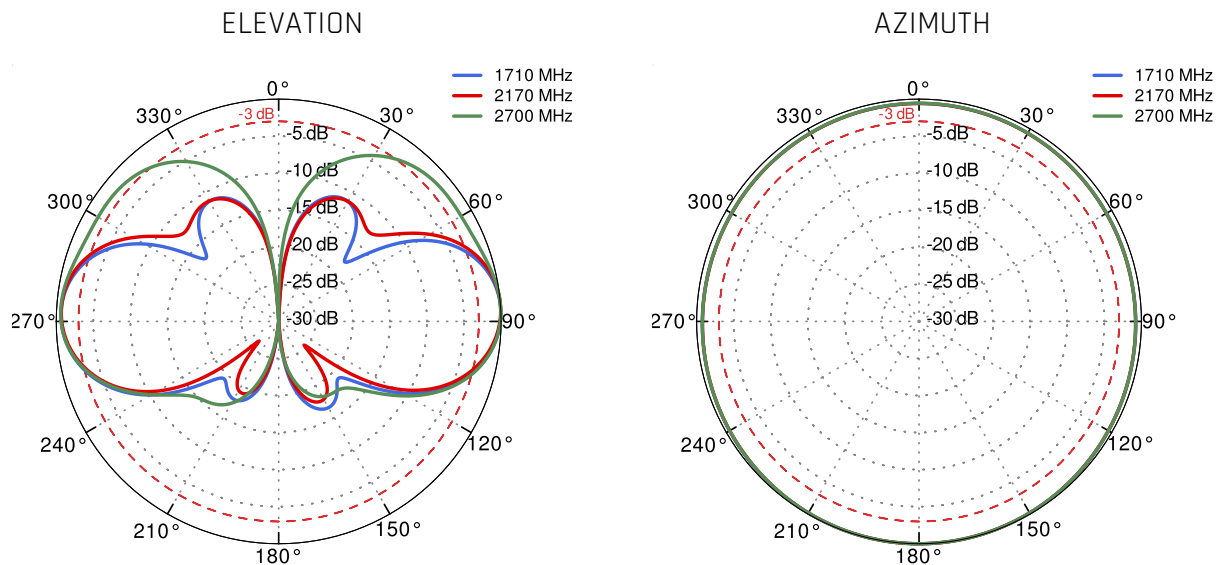 ELEVATION
1710 MHz
2170 MHz
2700 MHz
0°
30°
60°
90°
120°
150°
180°
210°
240°
270°
300°
330°
-3 dB
-5 dB
-10 dB
-15 dB
-20 dB
-25 dB
-30 dB
AZIMUTH
1710 MHz
2170 MHz
2700 MHz
0°
30°
60°
90°
120°
150°
180°
210°
240°
270°
300°
330°
-3 dB
-5 dB
-10 dB
-15 dB
-20 dB
-25 dB
-30 dB